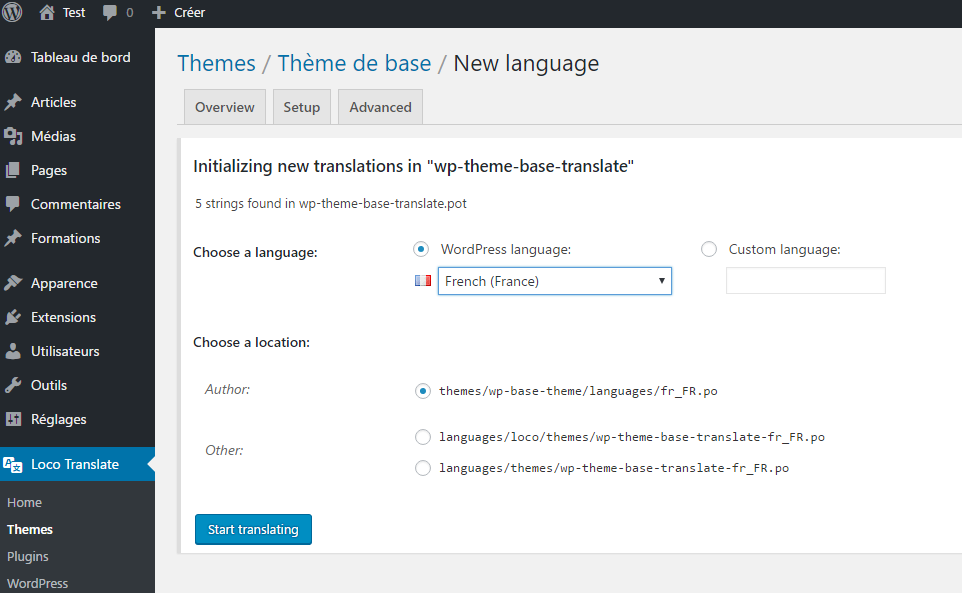 Test 0 Créer
Tableau de bord
Articles
Médias
Pages
Commentaires
Formations
Apparence
Extensions
Utilisateurs
Outils
Réglages
Loco Translate
Home
Themes
Plugins
WordPress
Themes / Thème de base / New language
Overview Setup Advanced
Initializing new translations in "wp-theme-base-translate"
5 strings found in wp-theme-base-translate.pot
Choose a language: WordPress language: Custom language:
French (France)
Choose a location:
Author: themes/wp-base-theme/languages/fr_FR.po
Other: languages/loco/themes/wp-theme-base-translate-fr_FR.po
languages/themes/wp-theme-base-translate-fr_FR.po
Start translating